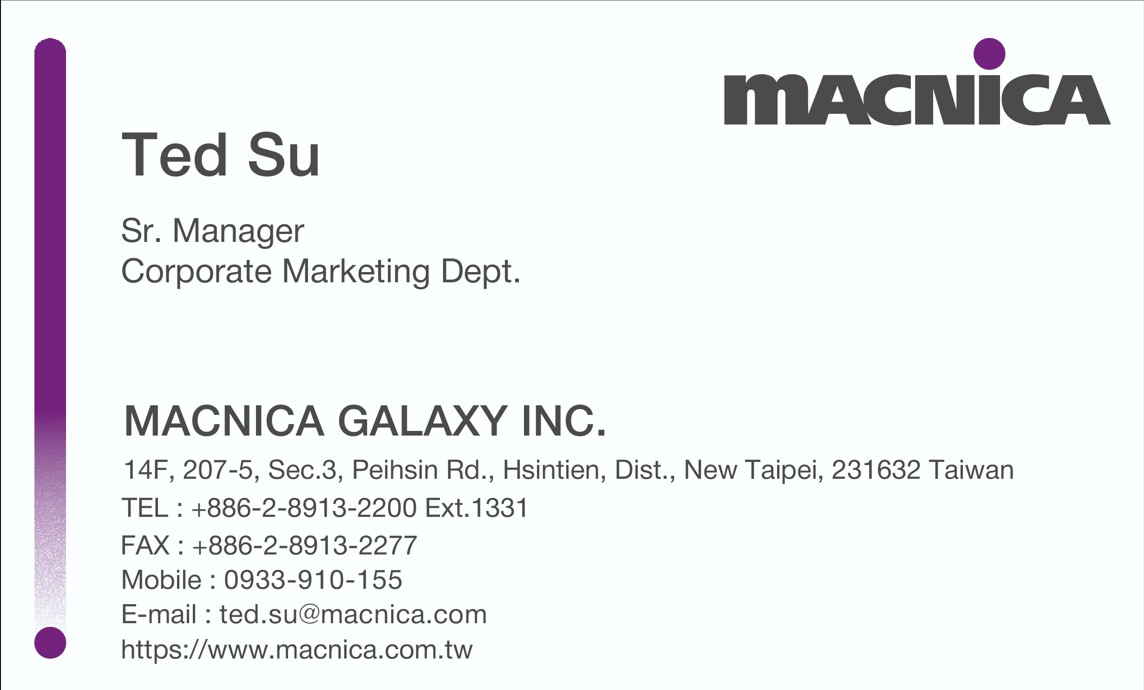 MACNICA
Ted Su
Sr. Manager
Corporate Marketing Dept.
MACNICA GALAXY INC.
14F, 207-5, Sec.3, Peihsin Rd., Hsintien, Dist., New Taipei, 231632 Taiwan
TEL : +886-2-8913-2200 Ext.1331
FAX : +886-2-8913-2277
Mobile : 0933-910-155
E-mail : ted.su@macnica.com
https://www.macnica.com.tw